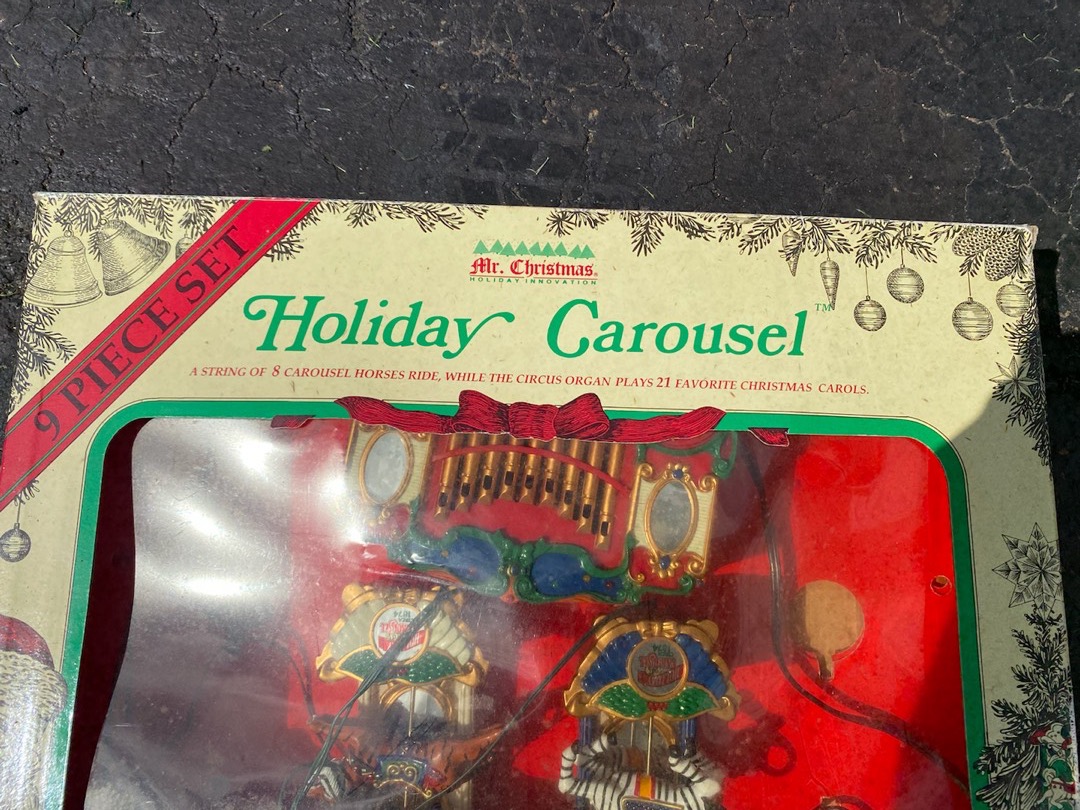 9 PIECE SET
Mr. Christmas®
HOLIDAY INNOVATION
Holiday Carousel™
A STRING OF 8 CAROUSEL HORSES RIDE, WHILE THE CIRCUS ORGAN PLAYS 21 FAVORITE CHRISTMAS CAROLS.